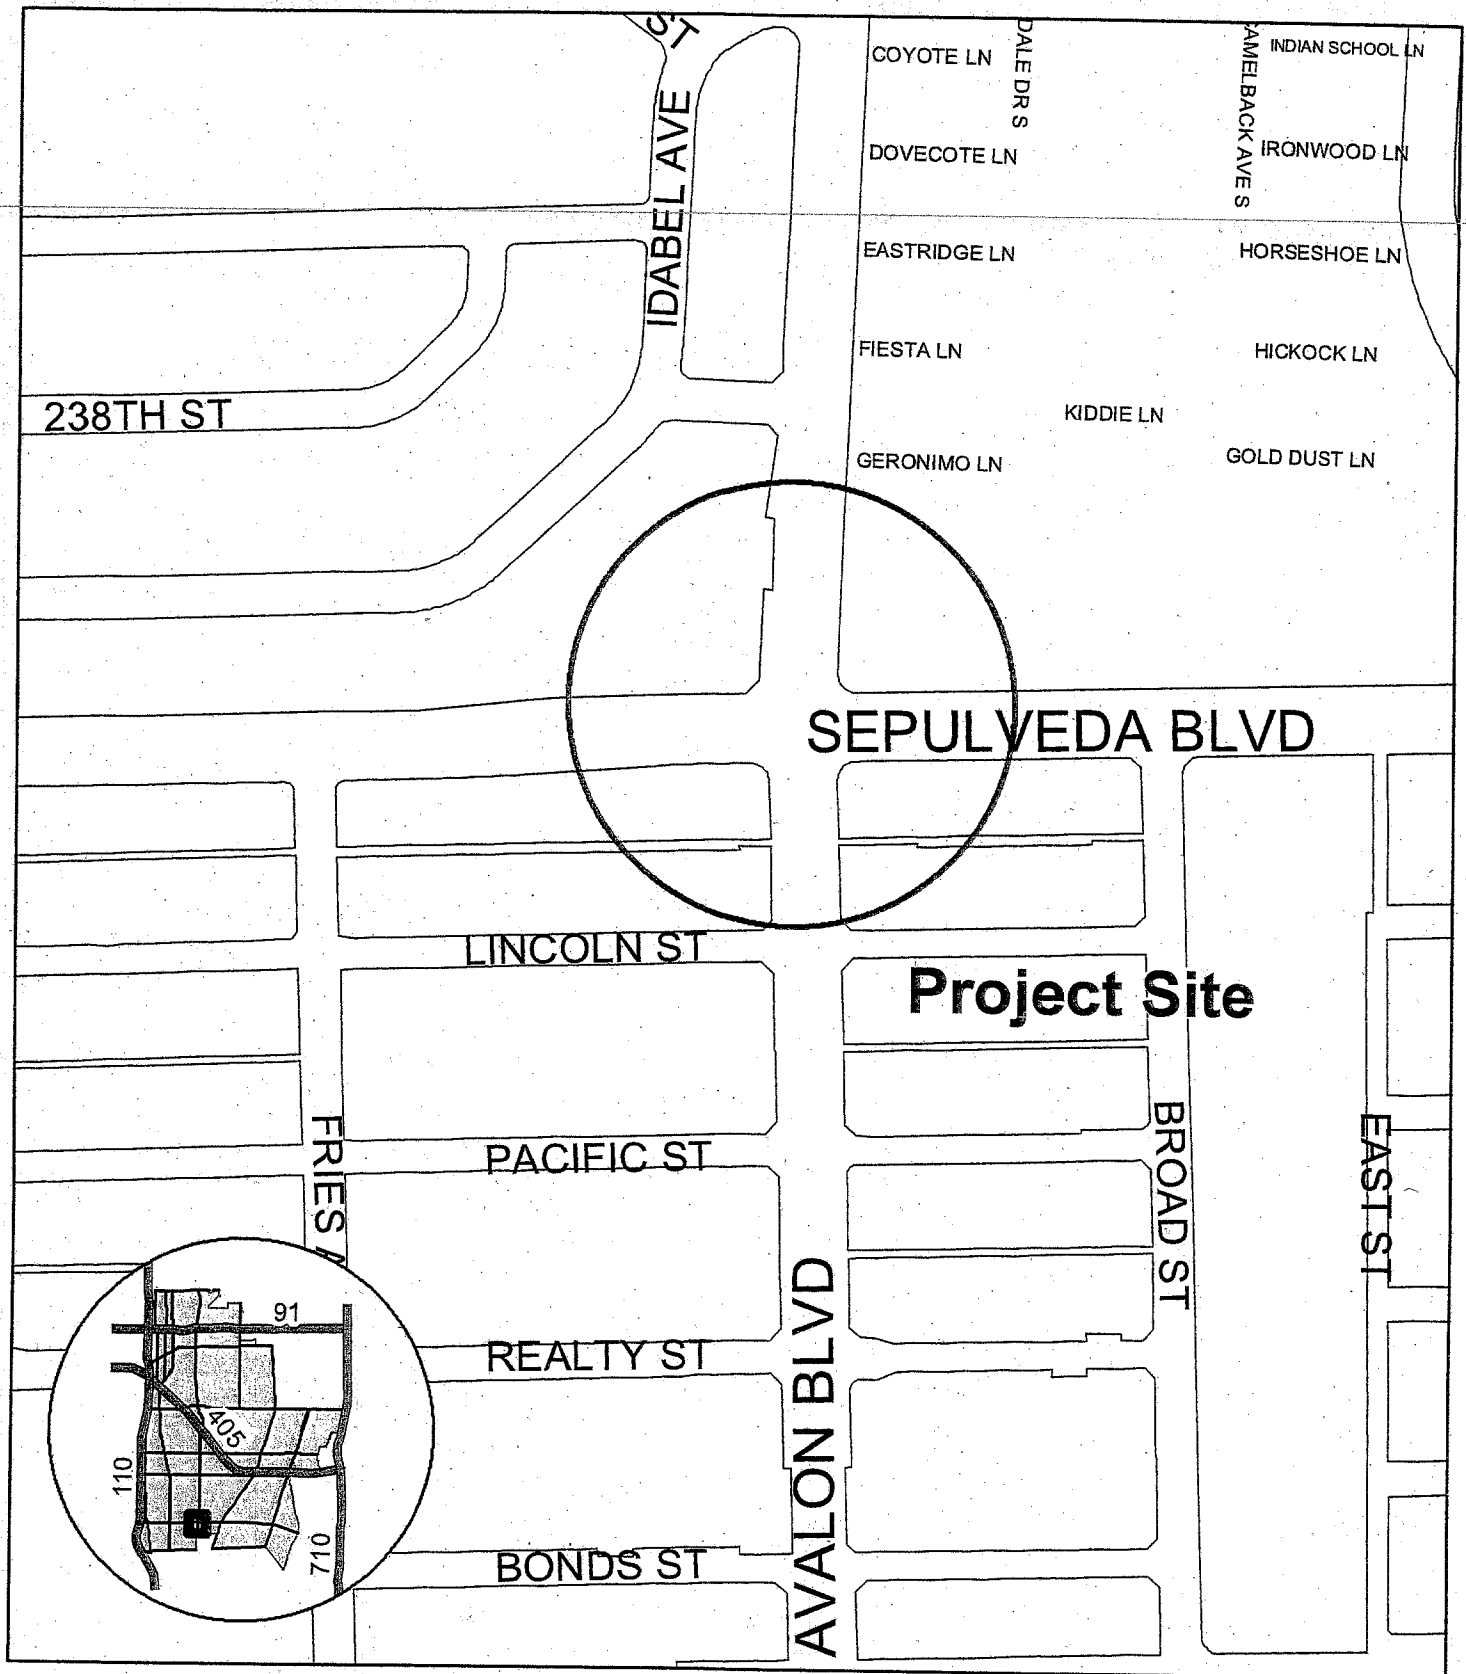 ST
COYOTE LN
DALE DR S
AMELBACK AVE S
INDIAN SCHOOL LN
IDABEL AVE
DOVECOTE LN
IRONWOOD LN
EASTRIDGE LN
HORSESHOE LN
FIESTA LN
HICKOCK LN
238TH ST
KIDDIE LN
GERONIMO LN
GOLD DUST LN
SEPULVEDA BLVD
LINCOLN ST
Project Site
FRIES A
PACIFIC ST
BROAD ST
EAST ST
AVALON BLVD
REALTY ST
BONDS ST
91
405
110
710